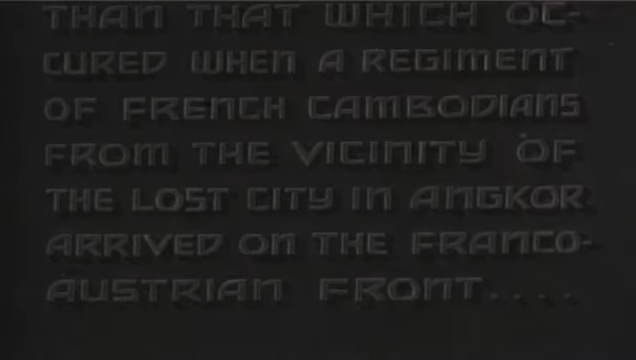 THAN THAT WHICH OC-
CURED WHEN A REGIMENT
OF FRENCH CAMBODIANS
FROM THE VICINITY OF
THE LOST CITY IN ANGKOR
ARRIVED ON THE FRANCO-
AUSTRIAN FRONT....